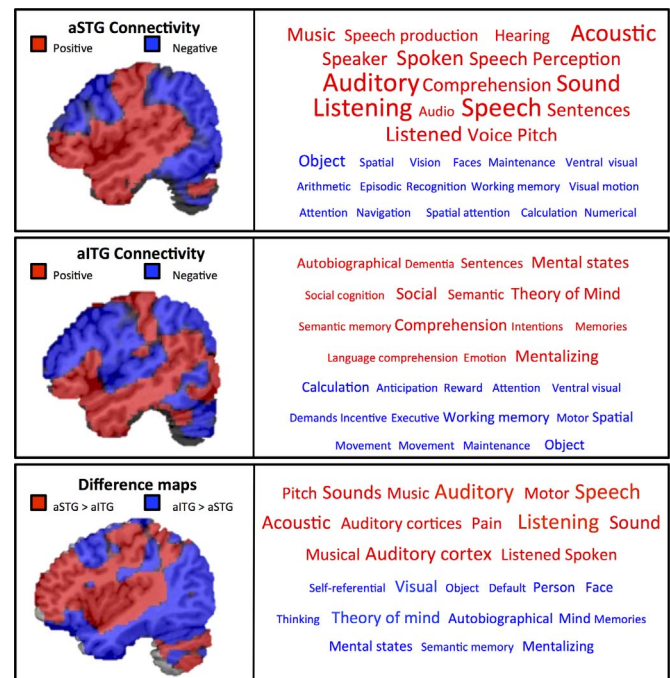 aSTG Connectivity
Positive Negative
Music Speech production Hearing Acoustic
Speaker Spoken Speech Perception
Auditory Comprehension Sound
Listening Audio Speech Sentences
Listened Voice Pitch
Object Spatial Vision Faces Maintenance Ventral visual
Arithmetic Episodic Recognition Working memory Visual motion
Attention Navigation Spatial attention Calculation Numerical
aITG Connectivity
Positive Negative
Autobiographical Dementia Sentences Mental states
Social cognition Social Semantic Theory of Mind
Semantic memory Comprehension Intentions Memories
Language comprehension Emotion Mentalizing
Calculation Anticipation Reward Attention Ventral visual
Demands Incentive Executive Working memory Motor Spatial
Movement Movement Maintenance Object
Difference maps
aSTG > aITG aITG > aSTG
Pitch Sounds Music Auditory Motor Speech
Acoustic Auditory cortices Pain Listening Sound
Musical Auditory cortex Listened Spoken
Self-referential Visual Object Default Person Face
Thinking Theory of mind Autobiographical Mind Memories
Mental states Semantic memory Mentalizing